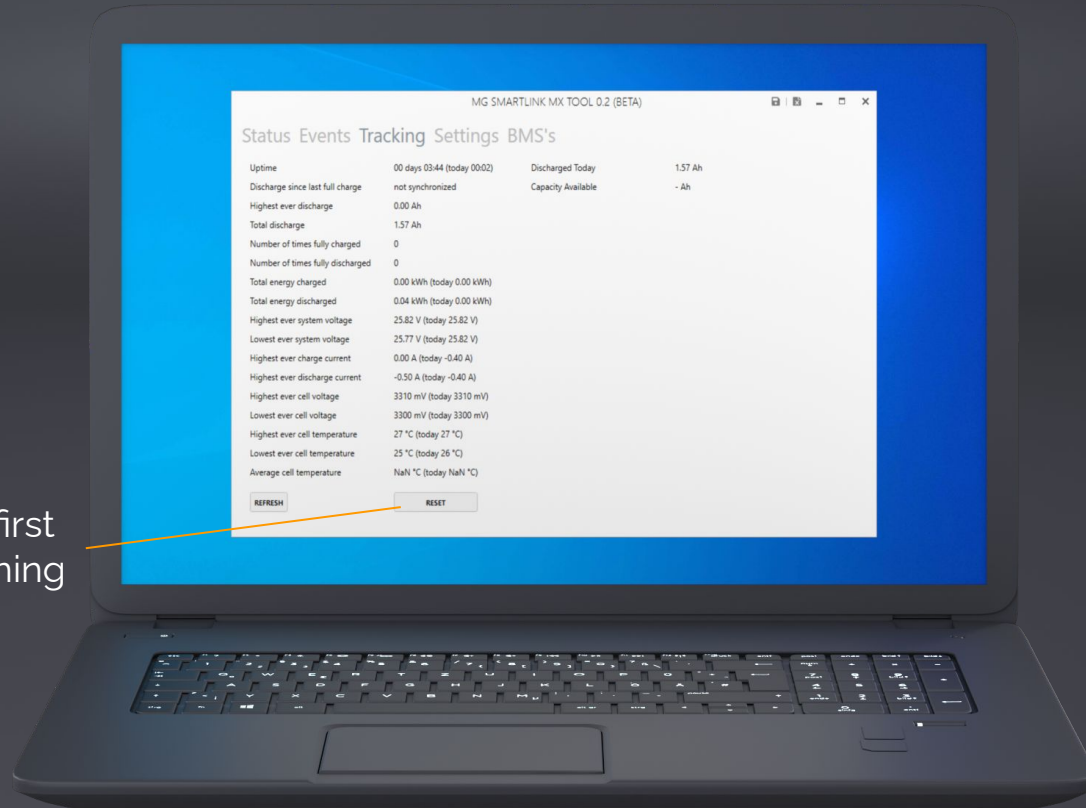 MG SMARTLINK MX TOOL 0.2 (BETA)
Status Events Tracking Settings BMS's
Uptime 00 days 03:44 (today 00:02) Discharged Today 1.57 Ah
Discharge since last full charge not synchronized Capacity Available - Ah
Highest ever discharge 0.00 Ah
Total discharge 1.57 Ah
Number of times fully charged 0
Number of times fully discharged 0
Total energy charged 0.00 kWh (today 0.00 kWh)
Total energy discharged 0.04 kWh (today 0.00 kWh)
Highest ever system voltage 25.82 V (today 25.82 V)
Lowest ever system voltage 25.77 V (today 25.82 V)
Highest ever charge current 0.00 A (today -0.40 A)
Highest ever discharge current -0.50 A (today -0.40 A)
Highest ever cell voltage 3310 mV (today 3310 mV)
Lowest ever cell voltage 3300 mV (today 3300 mV)
Highest ever cell temperature 27 °C (today 27 °C)
Lowest ever cell temperature 25 °C (today 26 °C)
Average cell temperature NaN °C (today NaN °C)
REFRESH RESET
first